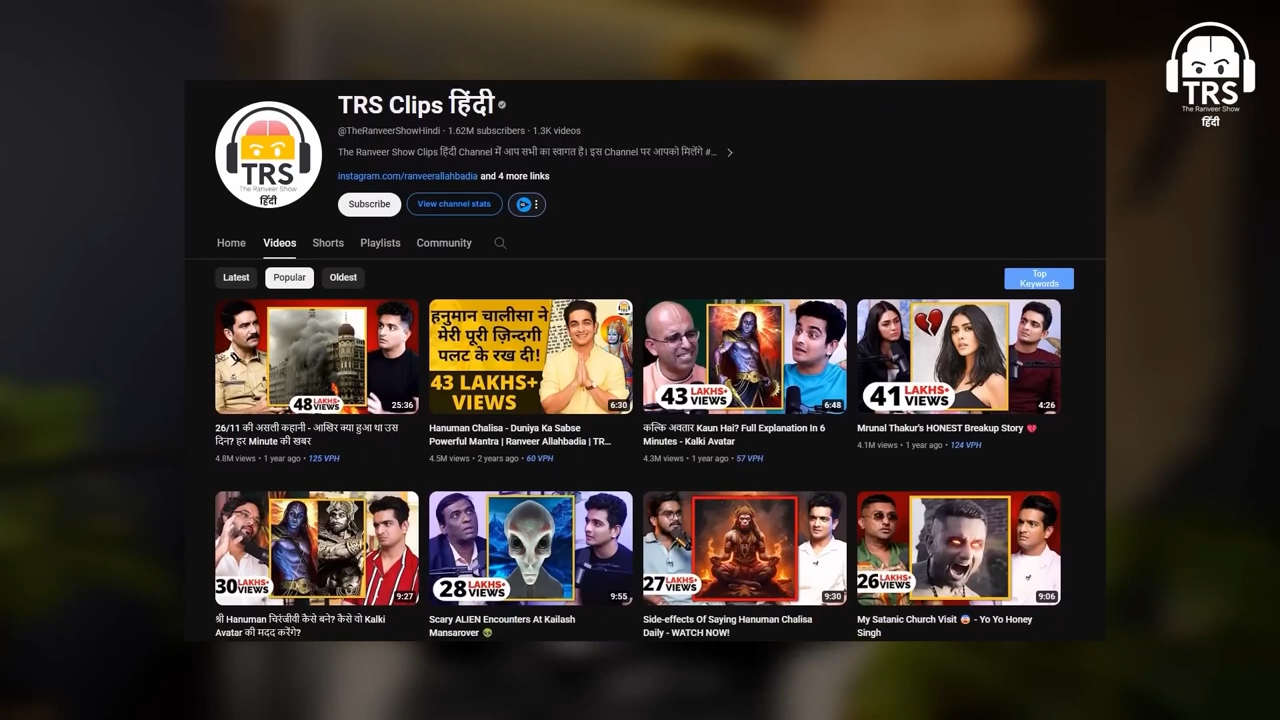 TRS Clips हिंदी
@TheRanveerShowHindi · 1.62M subscribers · 1.3K videos
The Ranveer Show Clips हिंदी Channel में आप सभी का स्वागत है। इस Channel पर आपको मिलेंगे #...
instagram.com/ranveerallahbadia and 4 more links
Subscribe
View channel stats
TRS
The Ranveer Show
हिंदी
TRS
The Ranveer Show
हिंदी
Home Videos Shorts Playlists Community
Latest Popular Oldest
Top
Keywords
48 LAKHS+
VIEWS
25:36
हनुमान चालीसा ने
मेरी पूरी ज़िन्दगी
पलट के रख दी!
43 LAKHS+
VIEWS
6:30
43 LAKHS+
VIEWS
6:48
41 LAKHS+
VIEWS
4:26
26/11 की असली कहानी - आखिर क्या हुआ था उस
दिन? हर Minute की खबर
4.8M views • 1 year ago • 125 VPH
Hanuman Chalisa - Duniya Ka Sabse
Powerful Mantra | Ranveer Allahbadia | TR...
4.5M views • 2 years ago • 60 VPH
कल्कि अवतार Kaun Hai? Full Explanation In 6
Minutes - Kalki Avatar
4.3M views • 1 year ago • 57 VPH
Mrunal Thakur's HONEST Breakup Story 💔
4.1M views • 1 year ago • 124 VPH
30 LAKHS+
VIEWS
9:27
28 LAKHS+
VIEWS
9:55
27 LAKHS+
VIEWS
9:30
26 LAKHS+
VIEWS
9:06
श्री Hanuman चिरंजीवी कैसे बने? कैसे वो Kalki
Avatar की मदद करेंगे?
Scary ALIEN Encounters At Kailash
Mansarover 👽
Side-effects Of Saying Hanuman Chalisa
Daily - WATCH NOW!
My Satanic Church Visit 😨 - Yo Yo Honey
Singh